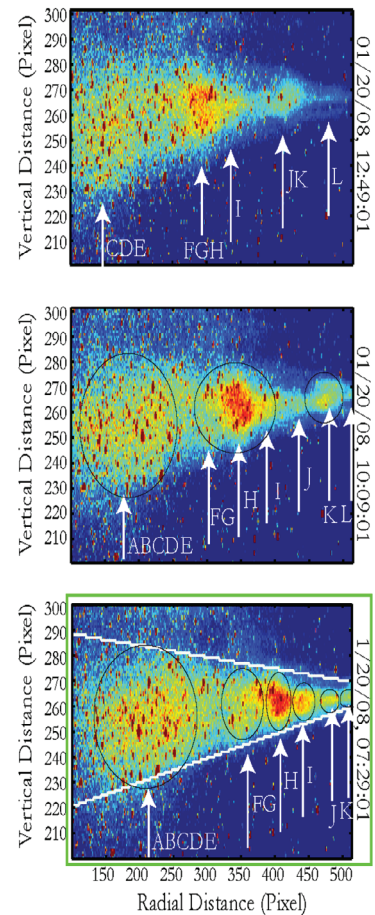 300
290
280
270
260
250
240
230
220
210
200
Vertical Distance (Pixel)
CDE
FGH
I
JK
L
01/20/08, 12:49:01
300
290
280
270
260
250
240
230
220
210
200
Vertical Distance (Pixel)
ABCDE
FG
H
I
J
K L
01/20/08, 10:09:01
300
290
280
270
260
250
240
230
220
210
200
Vertical Distance (Pixel)
ABCDE
FG
H
I
J K
1/20/08, 07:29:01
150 200 250 300 350 400 450 500
Radial Distance (Pixel)